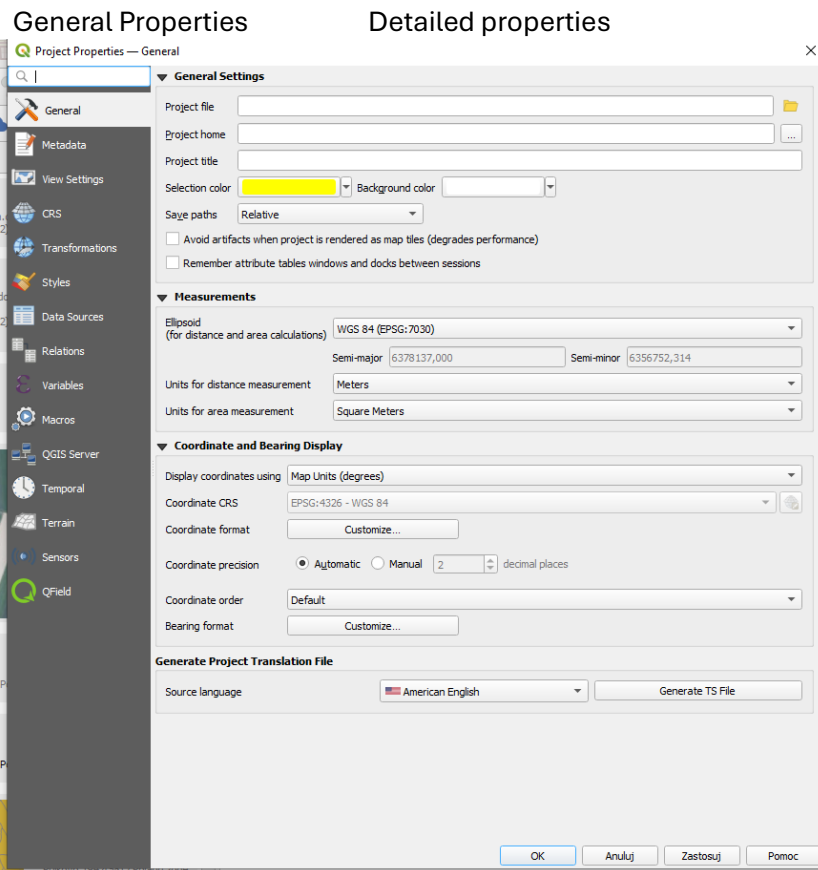 General Properties Detailed properties
Project Properties — General
General
Metadata
View Settings
CRS
Transformations
Styles
Data Sources
Relations
Variables
Macros
QGIS Server
Temporal
Terrain
Sensors
QField
General Settings
Project file
Project home
...
Project title
Selection color
Background color
Save paths Relative
Avoid artifacts when project is rendered as map tiles (degrades performance)
Remember attribute tables windows and docks between sessions
Measurements
Ellipsoid
(for distance and area calculations) WGS 84 (EPSG:7030)
Semi-major 6378137,000 Semi-minor 6356752,314
Units for distance measurement Meters
Units for area measurement Square Meters
Coordinate and Bearing Display
Display coordinates using Map Units (degrees)
Coordinate CRS EPSG:4326 - WGS 84
Coordinate format Customize...
Coordinate precision Automatic Manual 2 decimal places
Coordinate order Default
Bearing format Customize...
Generate Project Translation File
Source language American English Generate TS File
OK Anuluj Zastosuj Pomoc